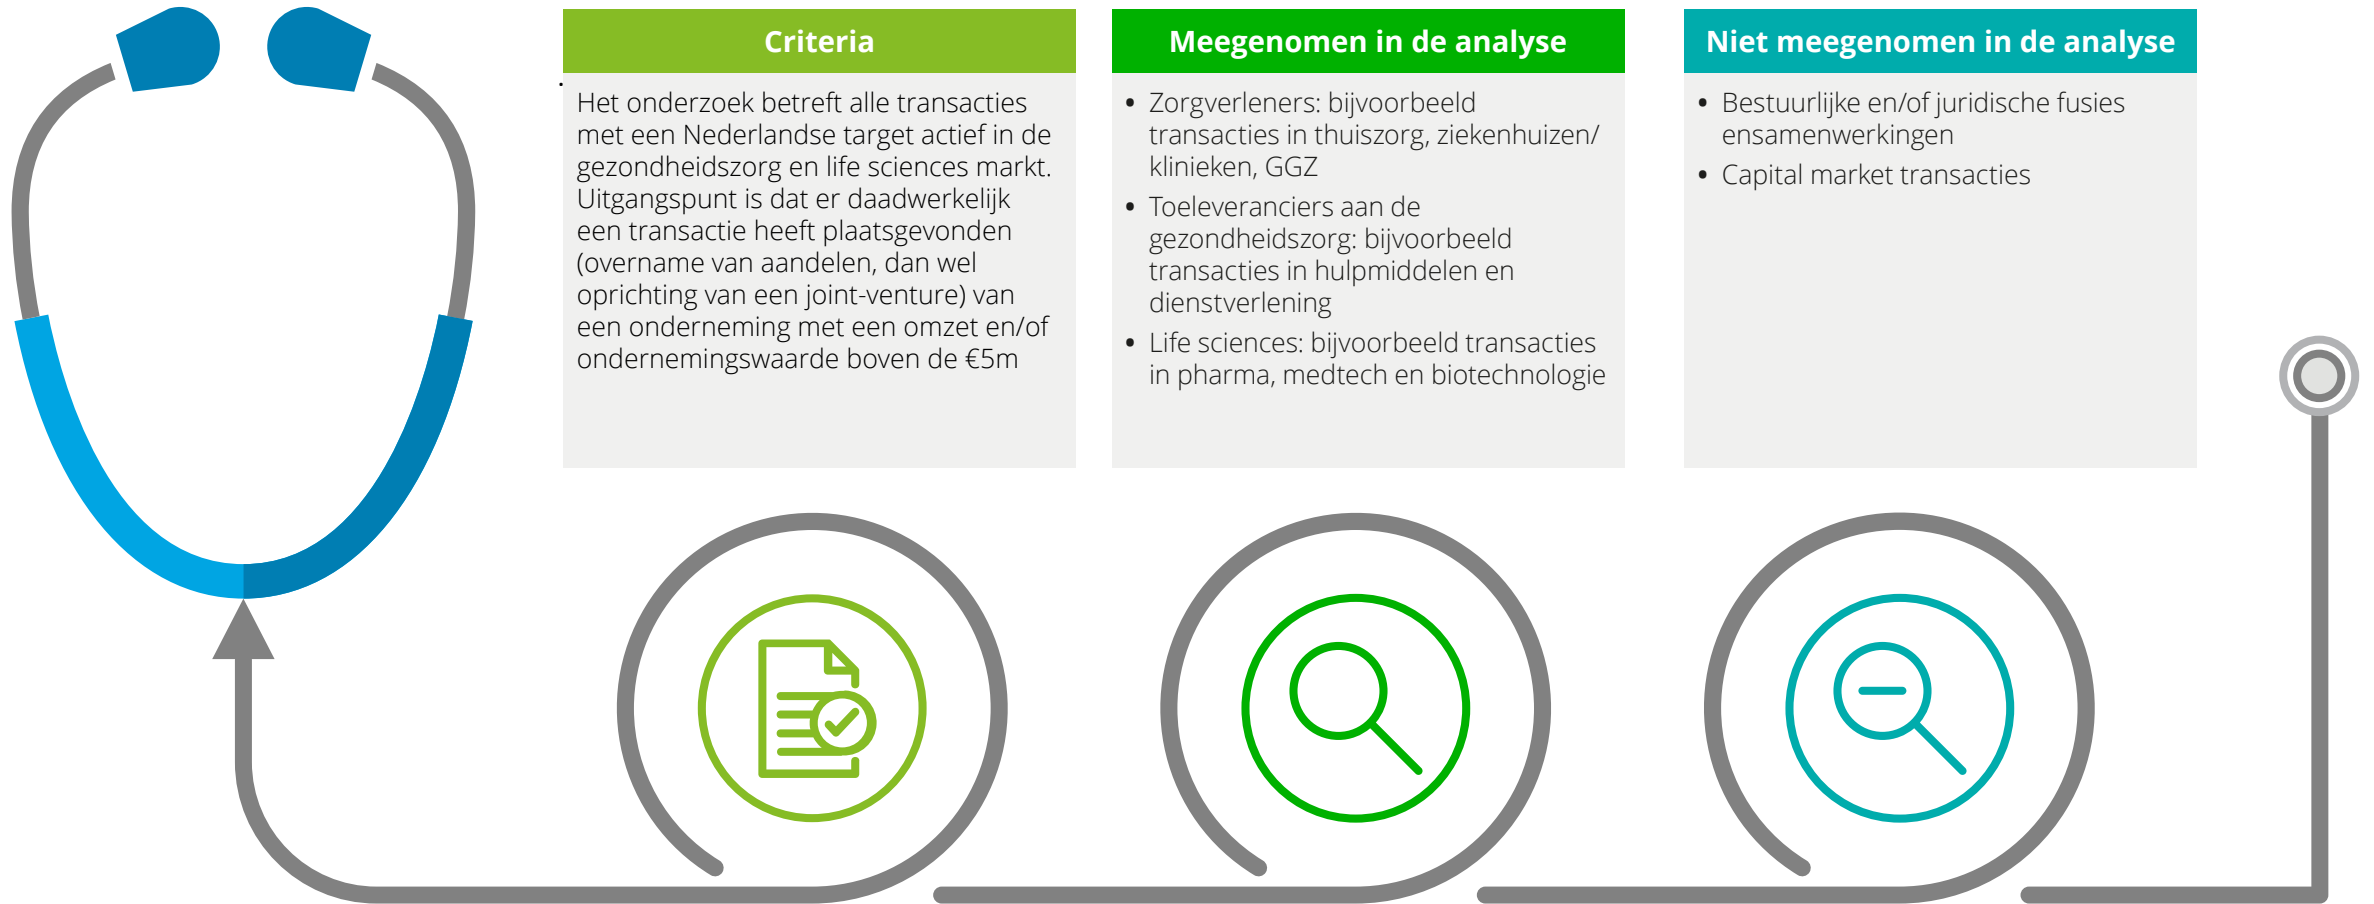 Criteria
Het onderzoek betreft alle transacties
met een Nederlandse target actief in de
gezondheidszorg en life sciences markt.
Uitgangspunt is dat er daadwerkelijk
een transactie heeft plaatsgevonden
(overname van aandelen, dan wel
oprichting van een joint-venture) van
een onderneming met een omzet en/of
ondernemingswaarde boven de €5m
Meegenomen in de analyse
• Zorgverleners: bijvoorbeeld
transacties in thuiszorg, ziekenhuizen/
klinieken, GGZ
• Toeleveranciers aan de
gezondheidszorg: bijvoorbeeld
transacties in hulpmiddelen en
dienstverlening
• Life sciences: bijvoorbeeld transacties
in pharma, medtech en biotechnologie
Niet meegenomen in de analyse
• Bestuurlijke en/of juridische fusies
ensamenwerkingen
• Capital market transacties